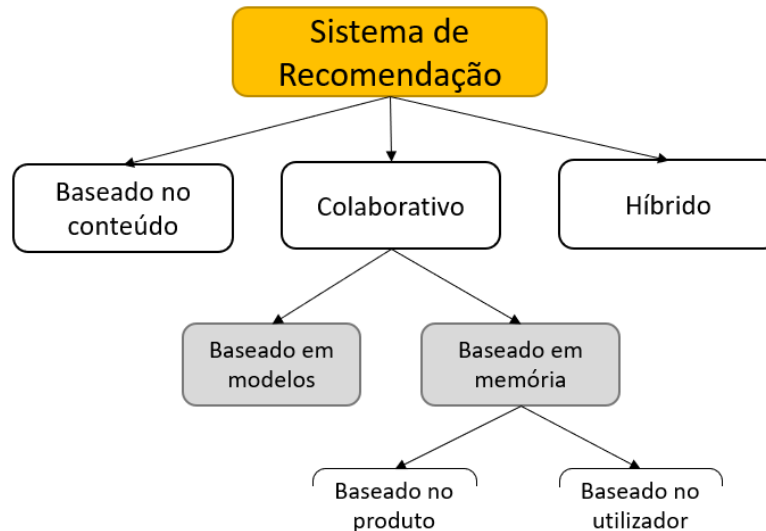 Sistema de
Recomendação
Baseado no
conteúdo
Colaborativo
Híbrido
Baseado em
modelos
Baseado em
memória
Baseado no
produto
Baseado no
utilizador